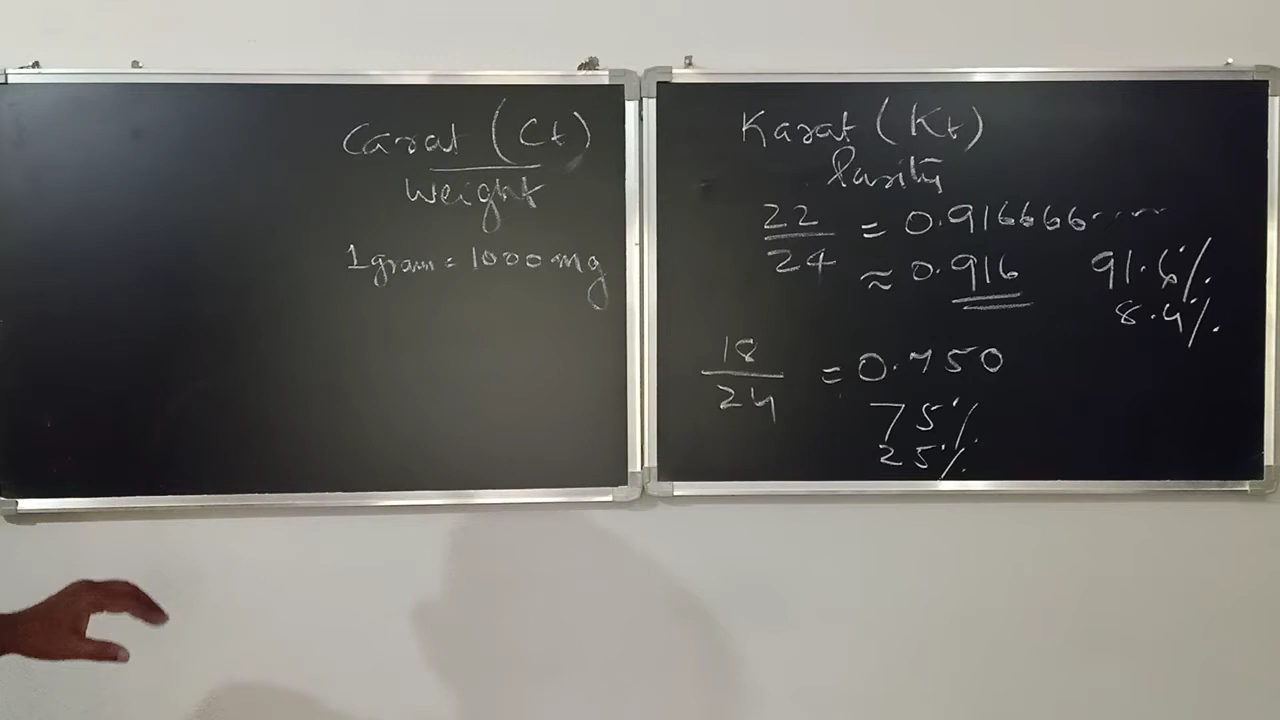 Carat (Ct)
Weight
1 gram = 1000 mg
Karat (Kt)
Purity
22/24 = 0.916666.....
≈ 0.916 91.6%
8.4%
18/24 = 0.750
75%
25%